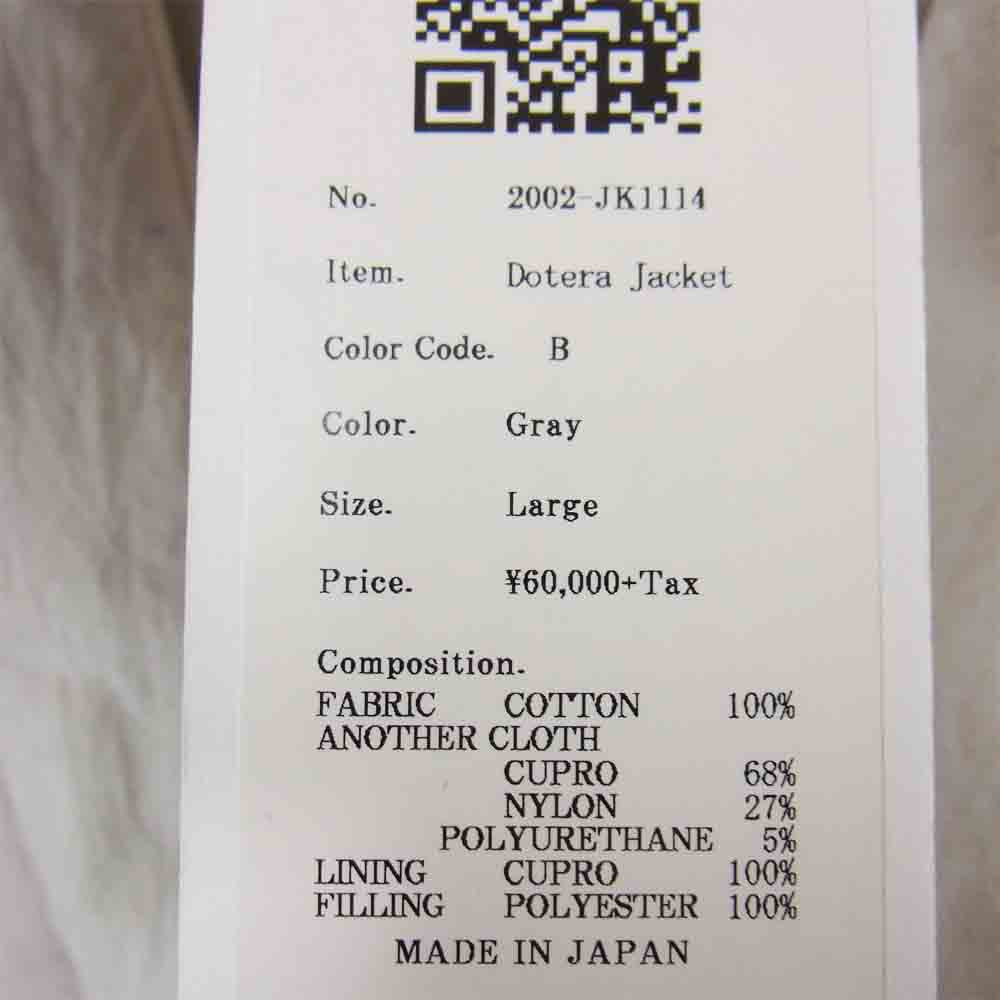 No. 2002-JK1114
Item. Dotera Jacket
Color Code. B
Color. Gray
Size. Large
Price. ¥60,000+Tax
Composition.
FABRIC COTTON 100%
ANOTHER CLOTH
CUPRO 68%
NYLON 27%
POLYURETHANE 5%
LINING CUPRO 100%
FILLING POLYESTER 100%
MADE IN JAPAN